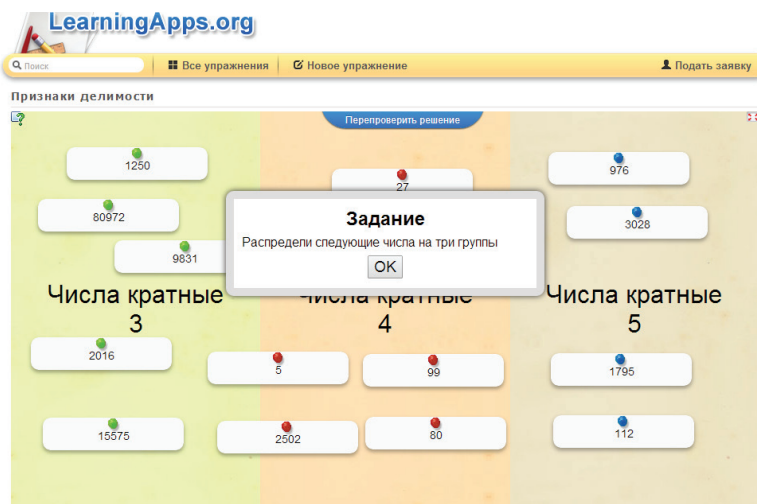 LearningApps.org
Поиск
Все упражнения
Новое упражнение
Подать заявку
Признаки делимости
Перепроверить решение
1250
27
976
80972
3028
9831
Задание
Распредели следующие числа на три группы
OK
Числа кратные
3
Числа кратные
4
Числа кратные
5
2016
5
99
1795
15575
2502
80
112